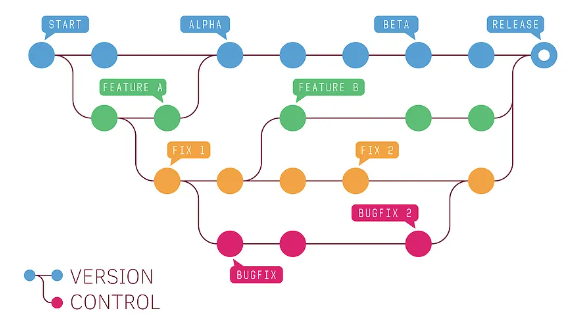 START
ALPHA
BETA
RELEASE
FEATURE A
FEATURE B
FIX 1
FIX 2
BUGFIX 2
BUGFIX
VERSION
CONTROL